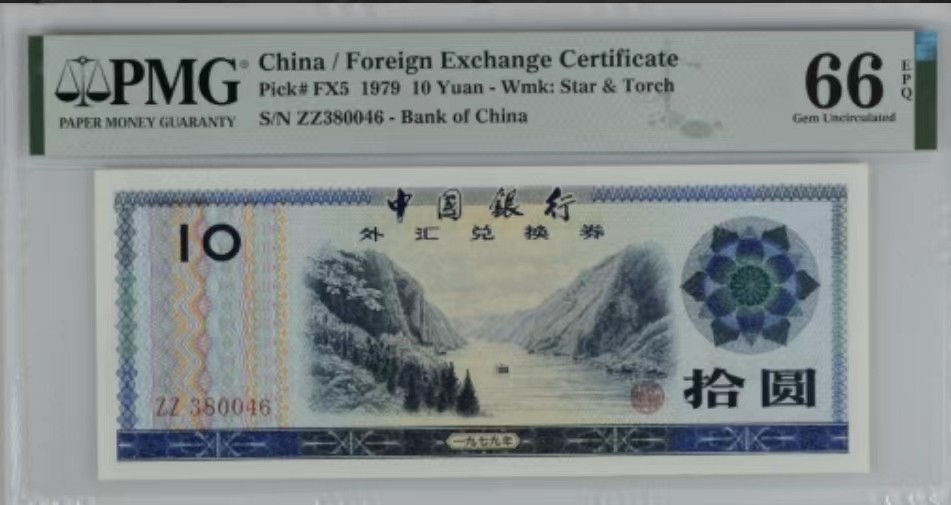 PMG®
PAPER MONEY GUARANTY
China / Foreign Exchange Certificate
Pick# FX5 1979 10 Yuan - Wmk: Star & Torch
S/N ZZ380046 - Bank of China
66
EPQ
Gem Uncirculated
中国銀行
外汇兑换券
10
拾圆
ZZ 380046
一九七九年